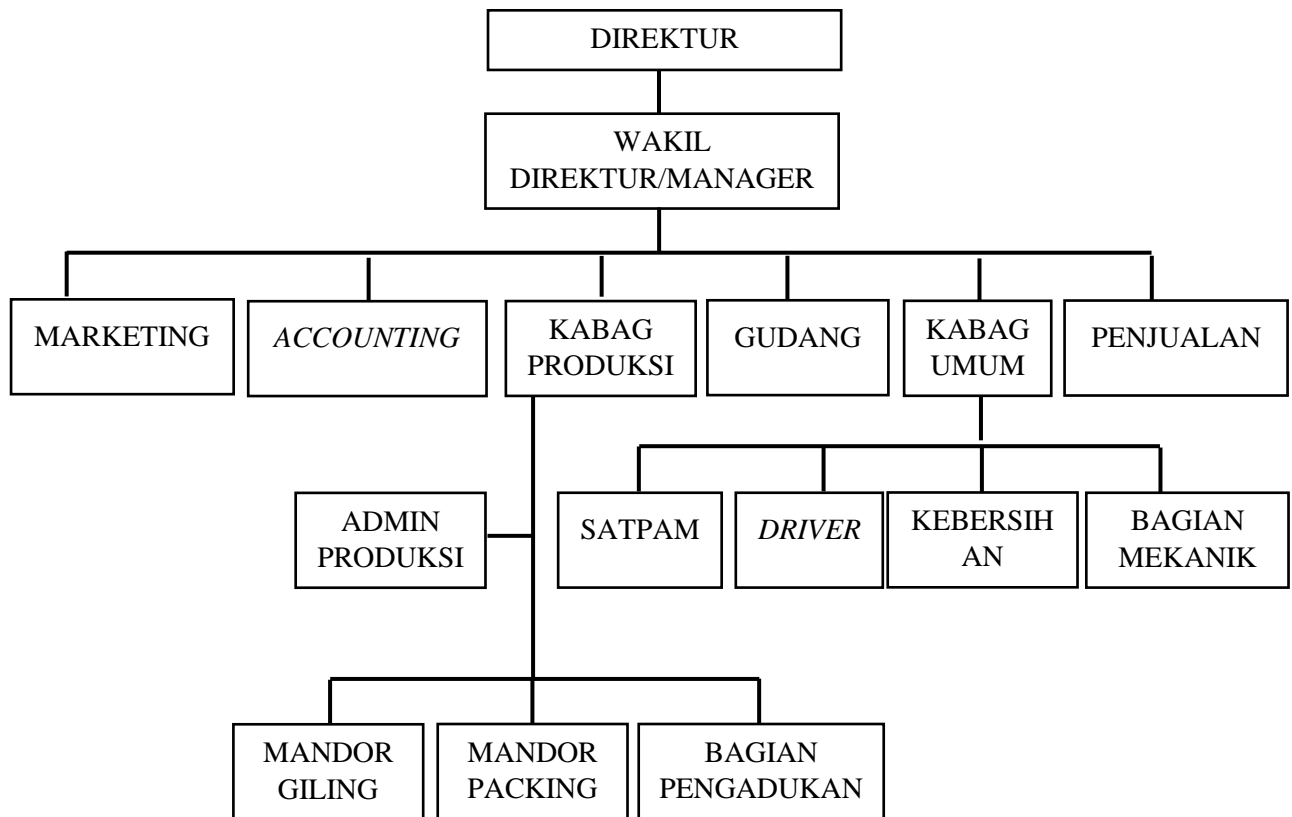 DIREKTUR
WAKIL
DIREKTUR/MANAGER
MARKETING
ACCOUNTING
KABAG
PRODUKSI
GUDANG
KABAG
UMUM
PENJUALAN
ADMIN
PRODUKSI
SATPAM
DRIVER
KEBERSIH
AN
BAGIAN
MEKANIK
MANDOR
GILING
MANDOR
PACKING
BAGIAN
PENGADUKAN